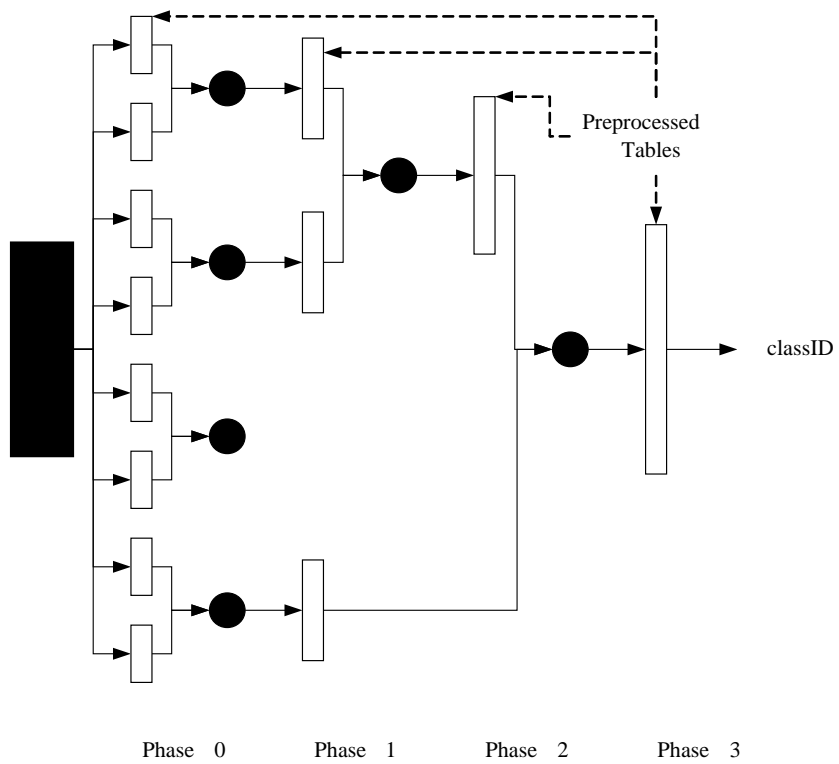 Preprocessed
Tables
classID
Phase 0
Phase 1
Phase 2
Phase 3